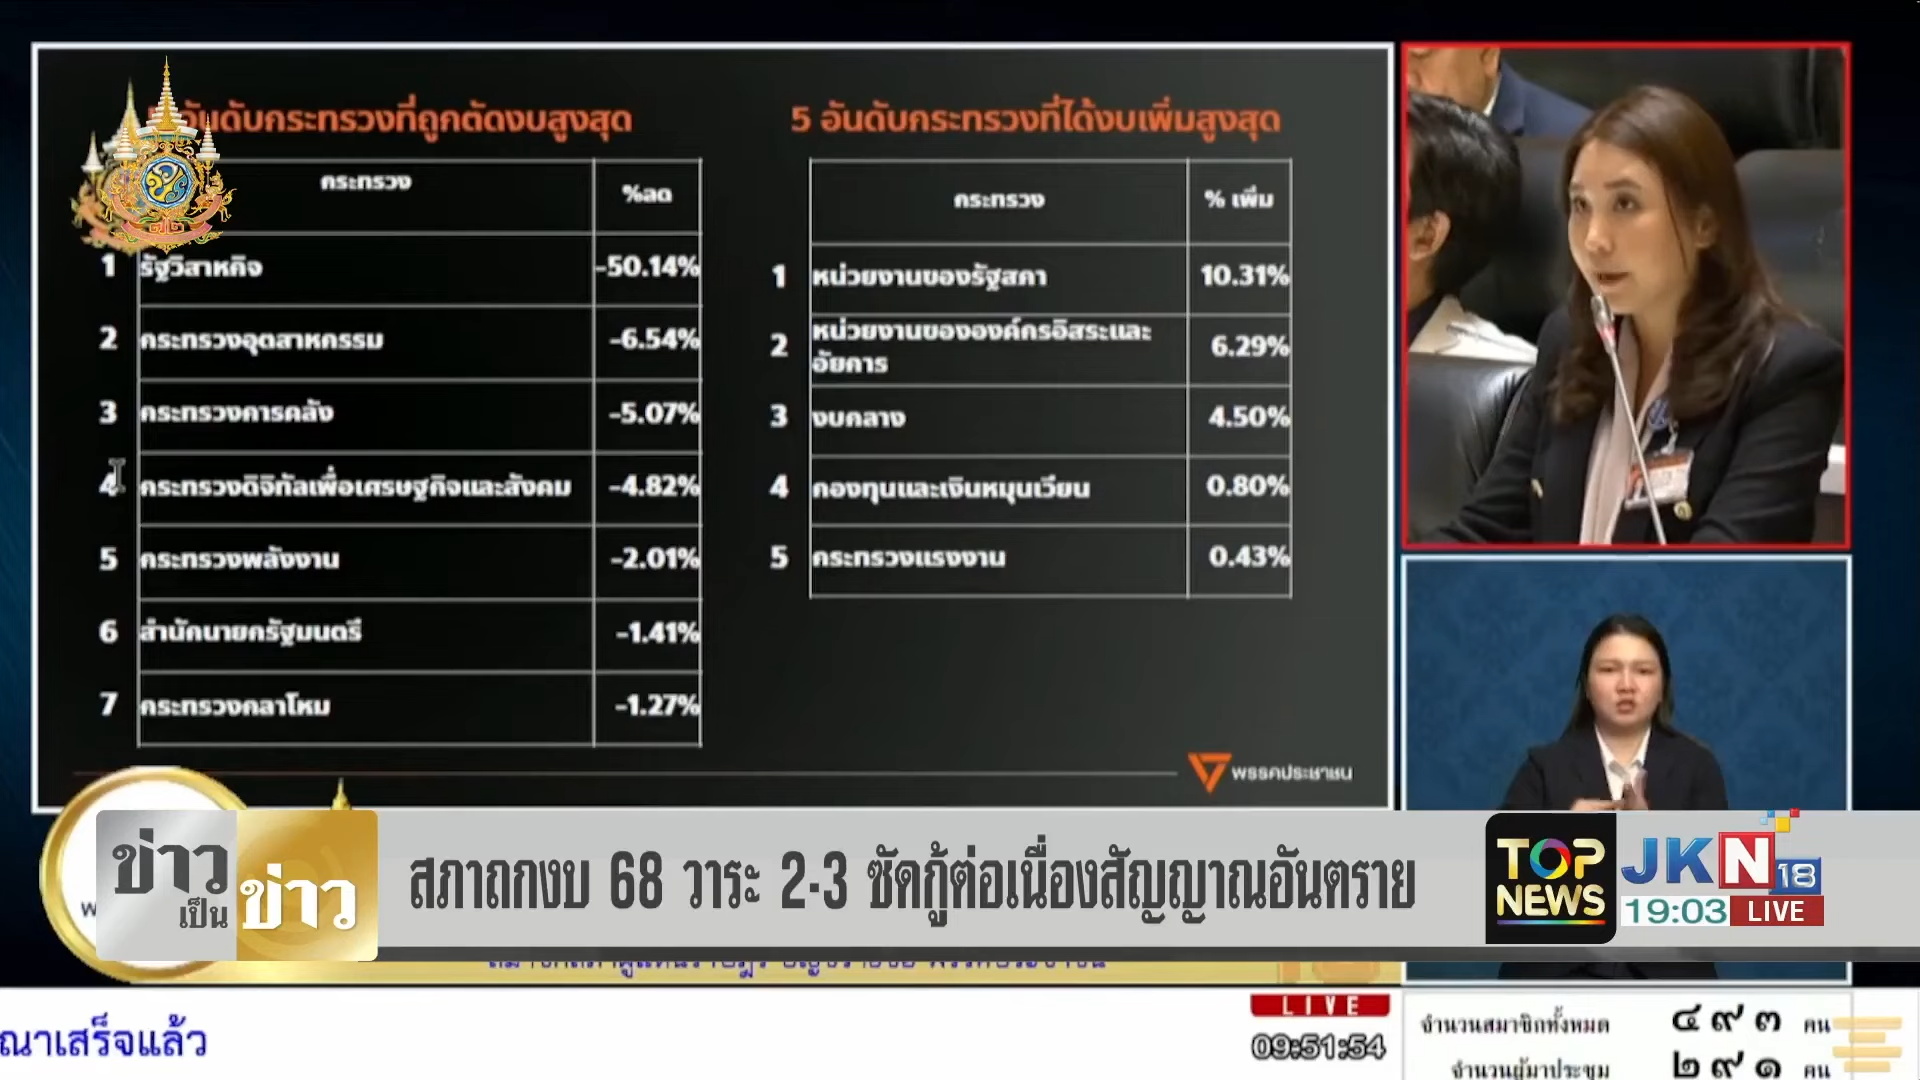 อันดับกระทรวงที่ถูกตัดงบสูงสุด
กระทรวง %ลด
1 รัฐวิสาหกิจ -50.14%
2 กระทรวงอุตสาหกรรม -6.54%
3 กระทรวงการคลัง -5.07%
4 กระทรวงดิจิทัลเพื่อเศรษฐกิจและสังคม -4.82%
5 กระทรวงพลังงาน -2.01%
6 สำนักนายกรัฐมนตรี -1.41%
7 กระทรวงกลาโหม -1.27%
5 อันดับกระทรวงที่ได้งบเพิ่มสูงสุด
กระทรวง % เพิ่ม
1 หน่วยงานของรัฐสภา 10.31%
2 หน่วยงานขององค์กรอิสระและ
อัยการ 6.29%
3 งบกลาง 4.50%
4 กองทุนและเงินหมุนเวียน 0.80%
5 กระทรวงแรงงาน 0.43%
พรรคประชาชน
ข่าว
เป็น
ข่าว
สภาถกงบ 68 วาระ 2-3 ซัดกู้ต่อเนื่องสัญญาณอันตราย
TOP
NEWS
JKN18
19:03 LIVE
ณาเสร็จแล้ว
LIVE
09:51:54
จำนวนสมาชิกทั้งหมด ๔๙๓ คน
จำนวนผู้มาประชุม ๒๙๑ คน